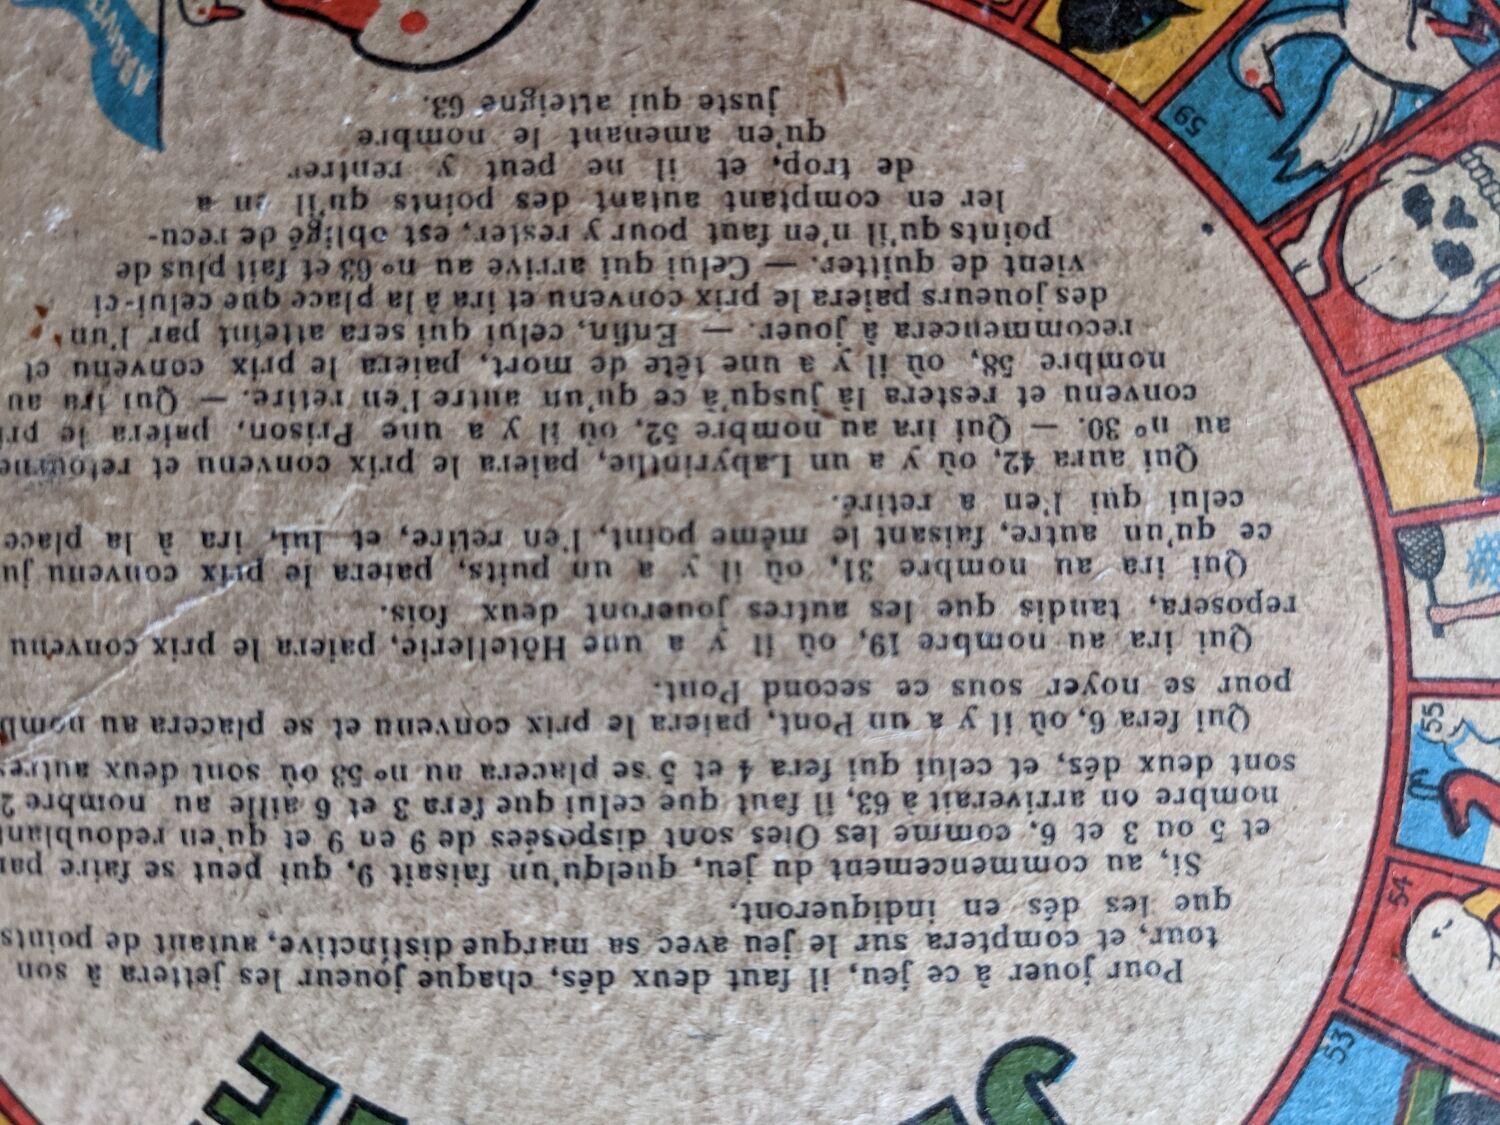 Pour jouer à ce jeu, il faut deux dés, chaque joueur les jettera à son
tour, et comptera sur le jeu avec sa marque distinctive, autant de points
que les dés en indiqueront.
Si, au commencement du jeu, quelqu'un faisait 9, qui peut se faire par
et 5 ou 3 et 6, comme les Oies sont disposées de 9 en 9 et qu'en redoublant
nombre on arriverait à 63, il faut que celui que fera 3 et 6 aille au nombre 2
sont deux dés, et celui qui fera 4 et 5 se placera au n° 53 où sont deux autres
Qui fera 6, où il y a un Pont, paiera le prix convenu et se placera au nomb
pour se noyer sous ce second Pont.
Qui ira au nombre 19, où il y a une Hôtellerie, paiera le prix convenu
reposera, tandis que les autres joueront deux fois.
Qui ira au nombre 31, où il y a un puits, paiera le prix convenu ju
ce qu'un autre, faisant le même point, l'en retire, et lui, ira à la place
celui qui l'en a retiré.
Qui aura 42, où y a un Labyrinthe, paiera le prix convenu et retourne
au n° 30. — Qui ira au nombre 52, où il y a une Prison, paiera le pri
convenu et restera là jusqu'à ce qu'un autre l'en retire. — Qui ira au
nombre 58, où il y a une tête de mort, paiera le prix convenu et
recommencera à jouer. — Enfin, celui qui sera atteint par l'un
des joueurs paiera le prix convenu et ira à la place que celui-ci
vient de quitter. — Celui qui arrive au n° 63 et fait plus de
points qu'il n'en faut pour y rester, est obligé de recu-
ler en comptant autant des points qu'il en a
de trop, et il ne peut y rentrer
qu'en amenant le nombre
juste qui atteigne 63.
53
54
55
59